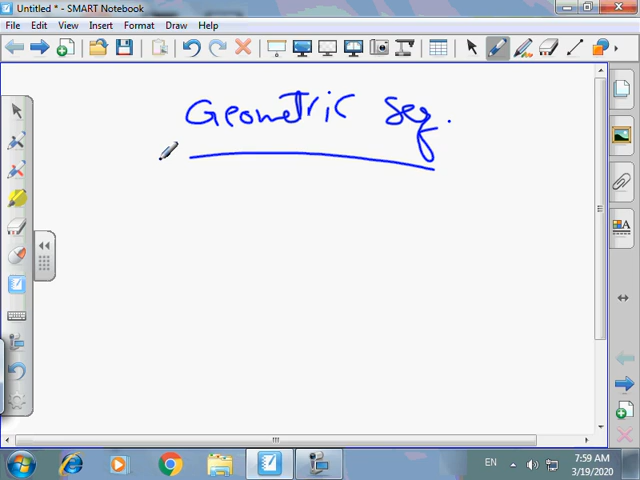 Untitled * - SMART Notebook
File Edit View Insert Format Draw Help
Geometric seq.
EN
7:59 AM
3/19/2020